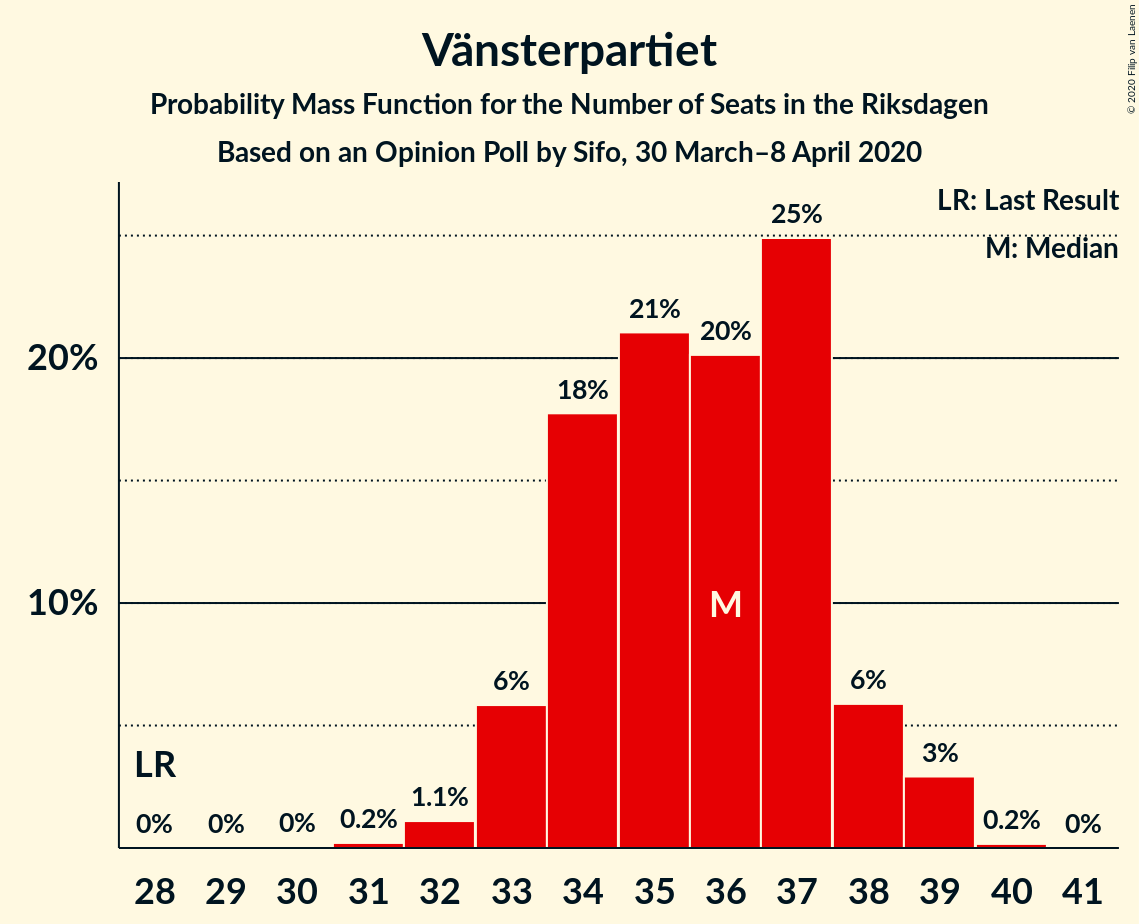 Vänsterpartiet
Probability Mass Function for the Number of Seats in the Riksdagen
Based on an Opinion Poll by Sifo, 30 March–8 April 2020
© 2020 Filip van Laenen
LR: Last Result
M: Median
25%
21%
20%
20%
18%
10%
M
6%
6%
3%
LR
1.1%
0%
0%
0%
0.2%
0.2%
0%
28 29 30 31 32 33 34 35 36 37 38 39 40 41